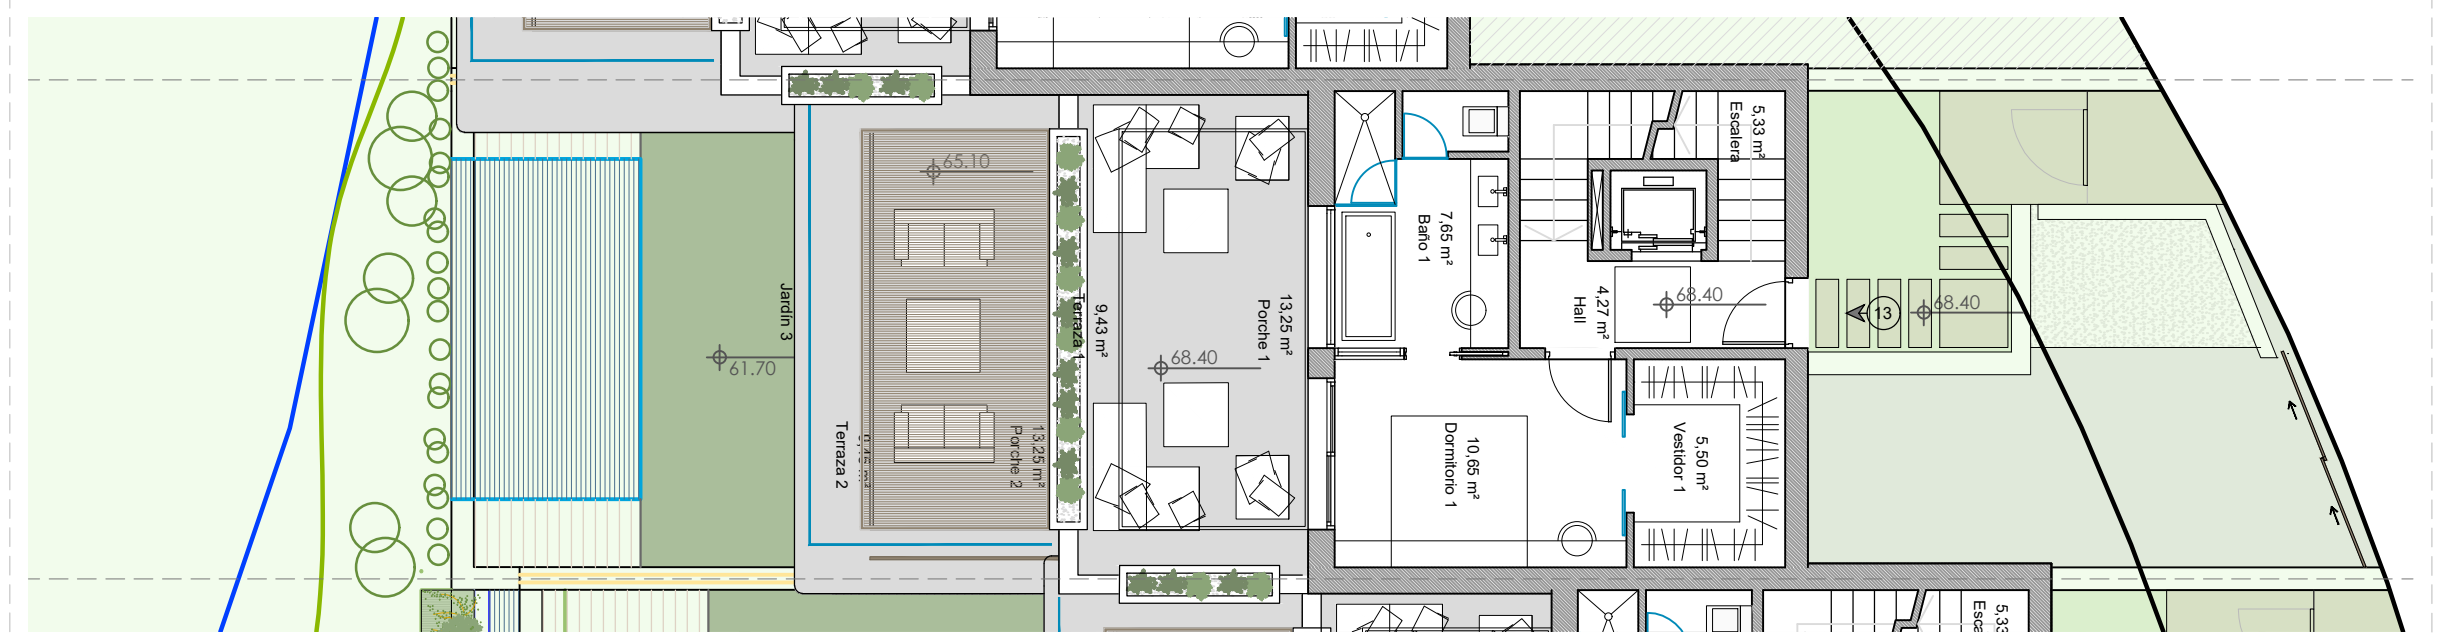 65.10
Jardín 3
61.70
Terraza 2
13,25 m²
Porche 2
9,43 m²
Terraza 1
13,25 m²
Porche 1
68.40
7,65 m²
Baño 1
5,33 m²
Escalera
4,27 m²
Hall
68.40
13
68.40
10,65 m²
Dormitorio 1
5,50 m²
Vestidor 1
5,33
Esca